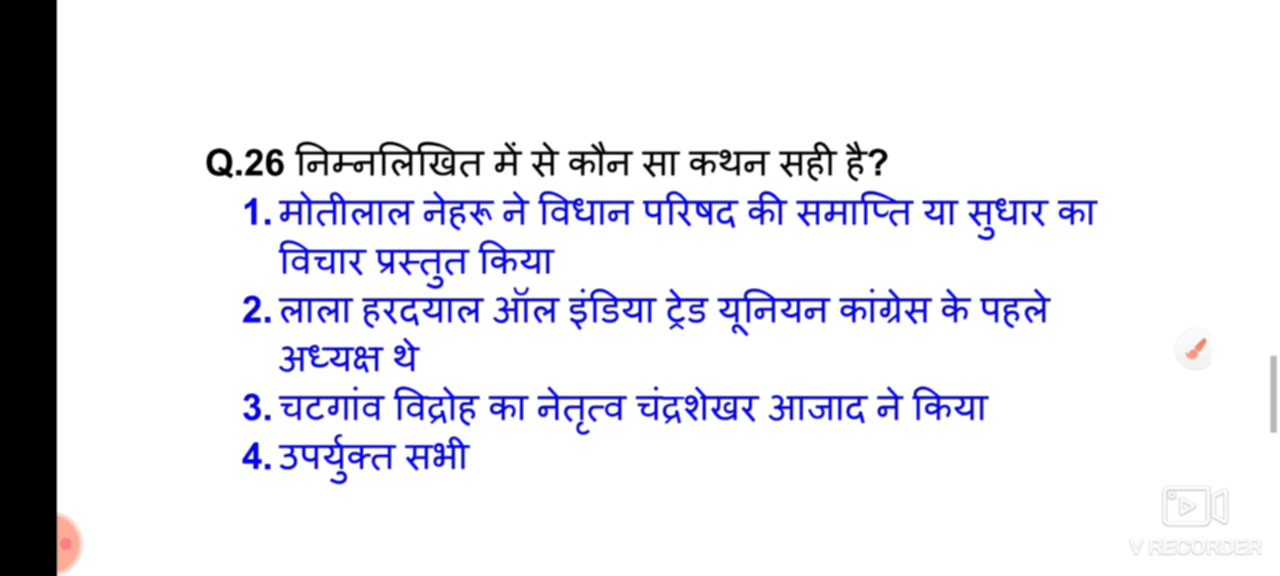 Q.26 निम्नलिखित में से कौन सा कथन सही है?
1. मोतीलाल नेहरू ने विधान परिषद की समाप्ति या सुधार का
विचार प्रस्तुत किया
2. लाला हरदयाल ऑल इंडिया ट्रेड यूनियन कांग्रेस के पहले
अध्यक्ष थे
3. चटगांव विद्रोह का नेतृत्व चंद्रशेखर आजाद ने किया
4. उपर्युक्त सभी
V RECORDER